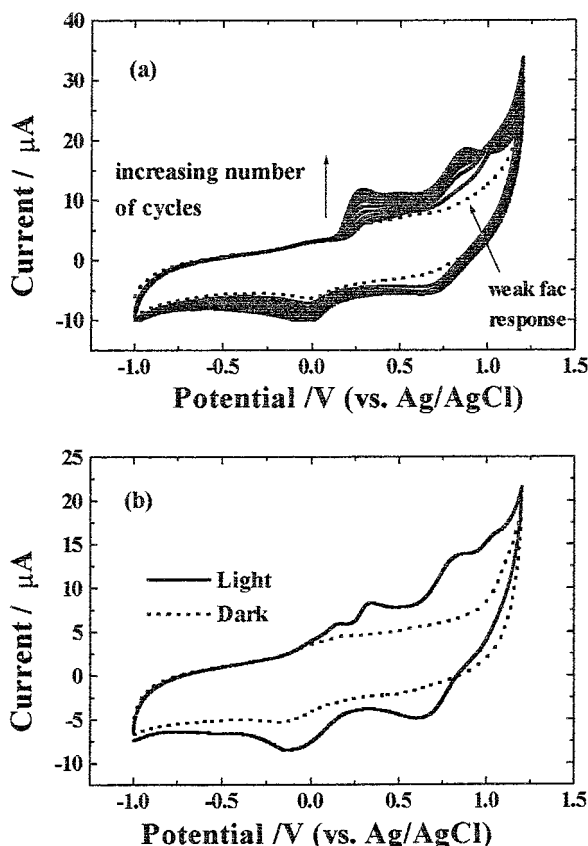 40
(a)
30
20
increasing number
of cycles
10
0
-10
weak fac
response
-1.0 -0.5 0.0 0.5 1.0 1.5
Current / μA
Potential /V (vs. Ag/AgCl)
25
(b)
20
15
10
5
0
-5
-10
Light
Dark
-1.0 -0.5 0.0 0.5 1.0 1.5
Current / μA
Potential /V (vs. Ag/AgCl)